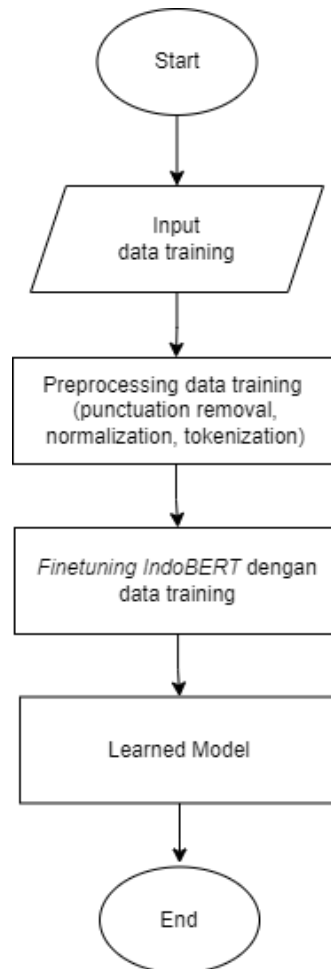 Start
Input
data training
Preprocessing data training
(punctuation removal,
normalization, tokenization)
Finetuning IndoBERT dengan
data training
Learned Model
End